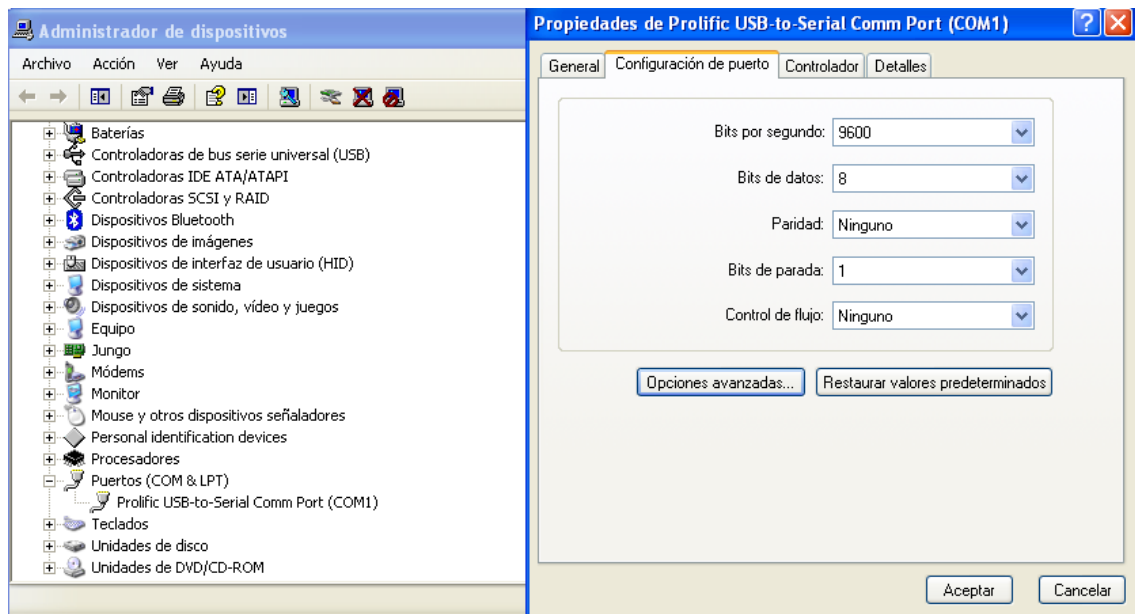 Administrador de dispositivos
Archivo Acción Ver Ayuda
Baterías
Controladoras de bus serie universal (USB)
Controladoras IDE ATA/ATAPI
Controladoras SCSI y RAID
Dispositivos Bluetooth
Dispositivos de imágenes
Dispositivos de interfaz de usuario (HID)
Dispositivos de sistema
Dispositivos de sonido, vídeo y juegos
Equipo
Jungo
Módems
Monitor
Mouse y otros dispositivos señaladores
Personal identification devices
Procesadores
Puertos (COM & LPT)
Prolific USB-to-Serial Comm Port (COM1)
Teclados
Unidades de disco
Unidades de DVD/CD-ROM
Propiedades de Prolific USB-to-Serial Comm Port (COM1)
General Configuración de puerto Controlador Detalles
Bits por segundo: 9600
Bits de datos: 8
Paridad: Ninguno
Bits de parada: 1
Control de flujo: Ninguno
Opciones avanzadas... Restaurar valores predeterminados
Aceptar Cancelar